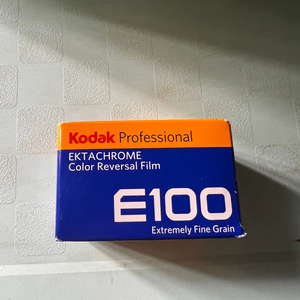 Kodak Professional
EKTACHROME
Color Reversal Film
E100
Extremely Fine Grain